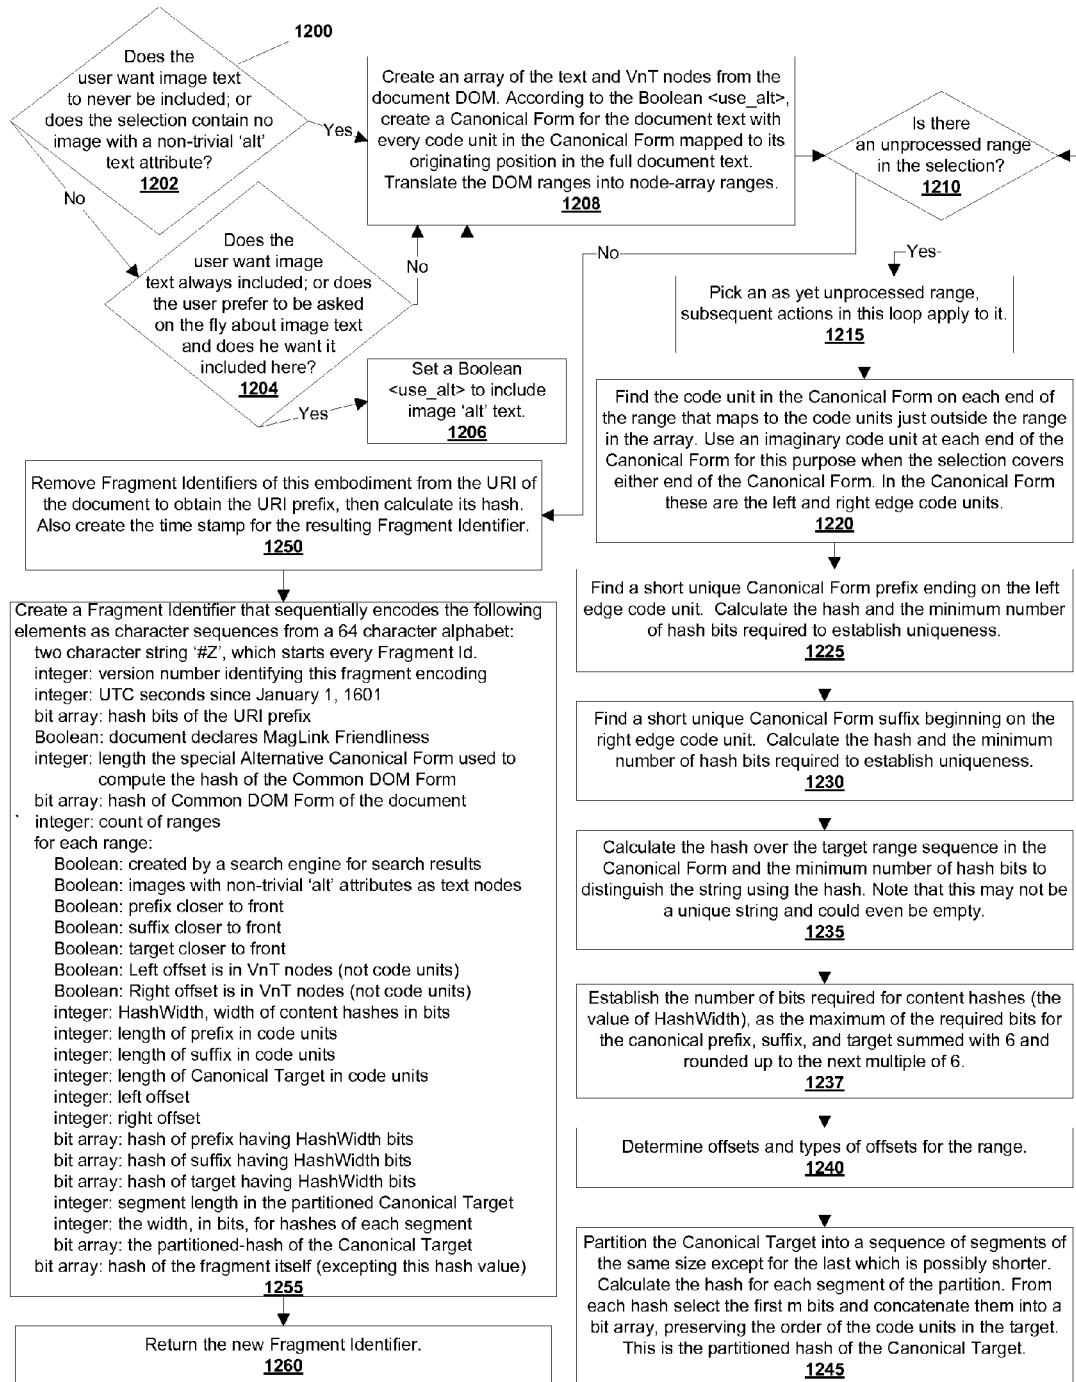 1200
Does the
user want image text
to never be included; or
does the selection contain no
image with a non-trivial ‘alt’
text attribute?
1202
Yes
No
Does the
user want image
text always included; or does
the user prefer to be asked
on the fly about image text
and does he want it
included here?
1204
No
Yes
Set a Boolean
<use_alt> to include
image ‘alt’ text.
1206
Create an array of the text and VnT nodes from the
document DOM. According to the Boolean <use_alt>,
create a Canonical Form for the document text with
every code unit in the Canonical Form mapped to its
originating position in the full document text.
Translate the DOM ranges into node-array ranges.
1208
Is there
an unprocessed range
in the selection?
1210
No
Yes
Pick an as yet unprocessed range,
subsequent actions in this loop apply to it.
1215
Find the code unit in the Canonical Form on each end of
the range that maps to the code units just outside the range
in the array. Use an imaginary code unit at each end of the
Canonical Form for this purpose when the selection covers
either end of the Canonical Form. In the Canonical Form
these are the left and right edge code units.
1220
Find a short unique Canonical Form prefix ending on the left
edge code unit. Calculate the hash and the minimum number
of hash bits required to establish uniqueness.
1225
Find a short unique Canonical Form suffix beginning on the
right edge code unit. Calculate the hash and the minimum
number of hash bits required to establish uniqueness.
1230
Calculate the hash over the target range sequence in the
Canonical Form and the minimum number of hash bits to
distinguish the string using the hash. Note that this may not be
a unique string and could even be empty.
1235
Establish the number of bits required for content hashes (the
value of HashWidth), as the maximum of the required bits for
the canonical prefix, suffix, and target summed with 6 and
rounded up to the next multiple of 6.
1237
Determine offsets and types of offsets for the range.
1240
Partition the Canonical Target into a sequence of segments of
the same size except for the last which is possibly shorter.
Calculate the hash for each segment of the partition. From
each hash select the first m bits and concatenate them into a
bit array, preserving the order of the code units in the target.
This is the partitioned hash of the Canonical Target.
1245
Remove Fragment Identifiers of this embodiment from the URI of
the document to obtain the URI prefix, then calculate its hash.
Also create the time stamp for the resulting Fragment Identifier.
1250
Create a Fragment Identifier that sequentially encodes the following
elements as character sequences from a 64 character alphabet:
two character string ‘#Z’, which starts every Fragment Id.
integer: version number identifying this fragment encoding
integer: UTC seconds since January 1, 1601
bit array: hash bits of the URI prefix
Boolean: document declares MagLink Friendliness
integer: length the special Alternative Canonical Form used to
compute the hash of the Common DOM Form
bit array: hash of Common DOM Form of the document
integer: count of ranges
for each range:
Boolean: created by a search engine for search results
Boolean: images with non-trivial ‘alt’ attributes as text nodes
Boolean: prefix closer to front
Boolean: suffix closer to front
Boolean: target closer to front
Boolean: Left offset is in VnT nodes (not code units)
Boolean: Right offset is in VnT nodes (not code units)
integer: HashWidth, width of content hashes in bits
integer: length of prefix in code units
integer: length of suffix in code units
integer: length of Canonical Target in code units
integer: left offset
integer: right offset
bit array: hash of prefix having HashWidth bits
bit array: hash of suffix having HashWidth bits
bit array: hash of target having HashWidth bits
integer: segment length in the partitioned Canonical Target
integer: the width, in bits, for hashes of each segment
bit array: the partitioned-hash of the Canonical Target
bit array: hash of the fragment itself (excepting this hash value)
1255
Return the new Fragment Identifier.
1260